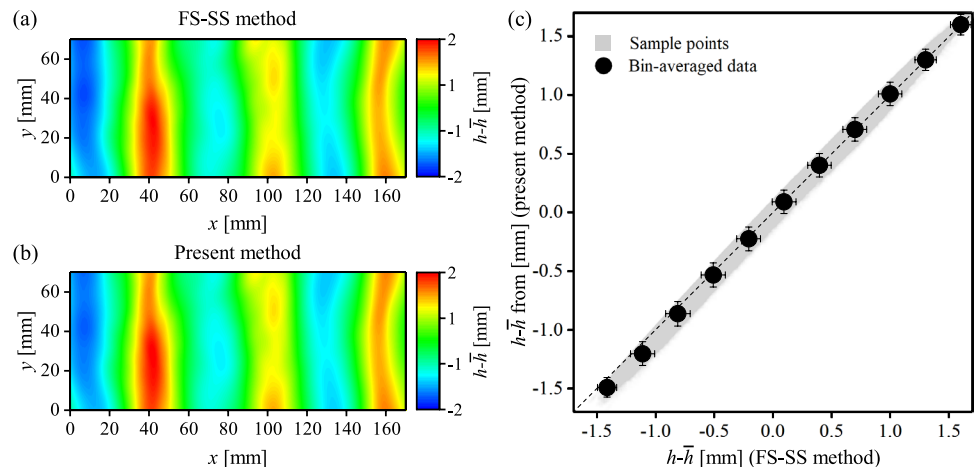 (a)
FS-SS method
y [mm]
60
40
20
0
0 20 40 60 80 100 120 140 160
x [mm]
2
1
-1
-2
h-h̅ [mm]
(b)
Present method
y [mm]
60
40
20
0
0 20 40 60 80 100 120 140 160
x [mm]
2
1
-1
-2
h-h̅ [mm]
(c)
Sample points
Bin-averaged data
h-h̅ from [mm] (present method)
1.5
1.0
0.5
0.0
-0.5
-1.0
-1.5
-1.5 -1.0 -0.5 0.0 0.5 1.0 1.5
h-h̅ [mm] (FS-SS method)